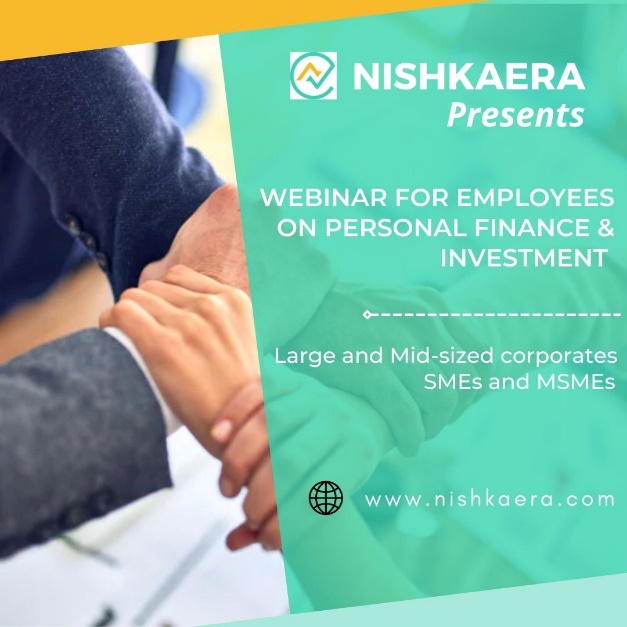 NISHKAERA
Presents
WEBINAR FOR EMPLOYEES
ON PERSONAL FINANCE &
INVESTMENT
Large and Mid-sized corporates
SMEs and MSMEs
www.nishkaera.com